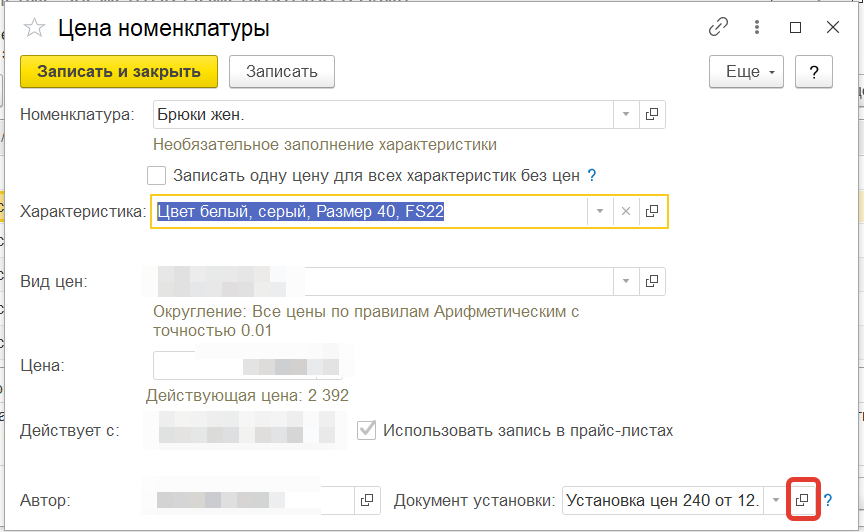 Цена номенклатуры
Записать и закрыть
Записать
Еще
?
Номенклатура:
Брюки жен.
Необязательное заполнение характеристики
Записать одну цену для всех характеристик без цен ?
Характеристика:
Цвет белый, серый, Размер 40, FS22
Вид цен:
Округление: Все цены по правилам Арифметическим с
точностью 0.01
Цена:
Действующая цена: 2 392
Действует с:
Использовать запись в прайс-листах
Автор:
Документ установки:
Установка цен 240 от 12.
?